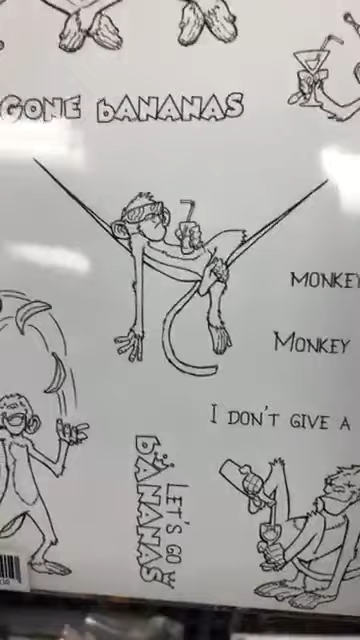 GONE bANANAS
MONKEY
MONKEY
I DON'T GIVE A
LET'S GO
bANANAS